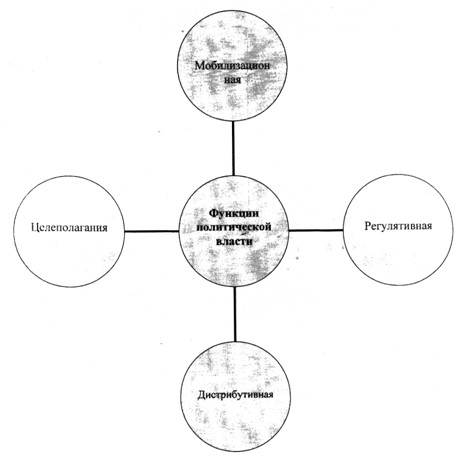 Мобилизацион
ная
Целеполагания
Функции
политической
власти
Регулятивная
Дистрибутивная